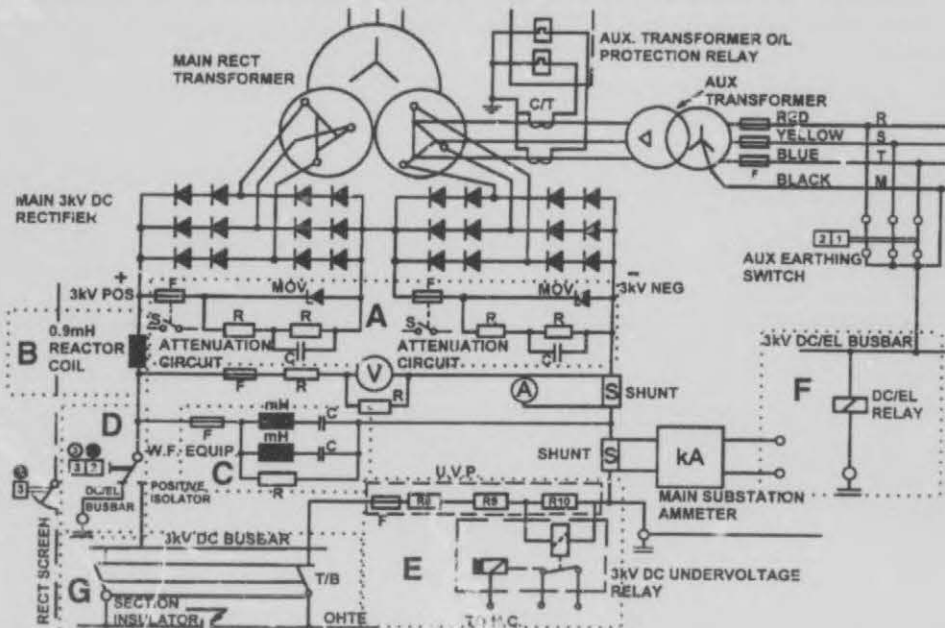 MAIN RECT
TRANSFORMER
AUX. TRANSFORMER O/L
PROTECTION RELAY
C/T
AUX
TRANSFORMER
RED R
YELLOW S
BLUE T
F
BLACK M
MAIN 3kV DC
RECTIFIER
2 1
AUX EARTHING
SWITCH
+
3kV POS
F
MOV
A
F
MOV
-
3kV NEG
S
R
R
C
ATTENUATION
CIRCUIT
S
R
R
C
ATTENUATION
CIRCUIT
B
0.9mH
REACTOR
COIL
F
R
V
R
A
S
SHUNT
3kV DC/EL BUSBAR
F
DC/EL
RELAY
D
mH
C
F
mH
C
W.F. EQUIP.
C
R
SHUNT
S
kA
MAIN SUBSTATION
AMMETER
3
DC/EL
BUSBAR
POSITIVE
ISOLATOR
U.V.P.
F
R9
R10
RECT SCREEN
3kV DC BUSBAR
E
3kV DC UNDERVOLTAGE
RELAY
G
T/B
SECTION
INSULATOR
OHTE